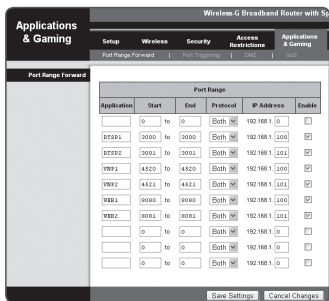 Wireless-G Broadband Router with Sp
Applications
& Gaming
Setup Wireless Security Access Restrictions Applications & Gaming
Port Range Forward | Port Triggering | DMZ | QoS
Port Range Forward
Port Range
Application Start End Protocol IP Address Enable
0 to 0 Both 192.168.1. 0
RTSP1 3000 to 3000 Both 192.168.1. 100
RTSP2 3001 to 3001 Both 192.168.1. 101
VNP1 4520 to 4520 Both 192.168.1. 100
VNP2 4521 to 4521 Both 192.168.1. 101
WEB1 8080 to 8080 Both 192.168.1. 100
WEB2 8081 to 8081 Both 192.168.1. 101
0 to 0 Both 192.168.1. 0
0 to 0 Both 192.168.1. 0
0 to 0 Both 192.168.1. 0
Save Settings Cancel Changes